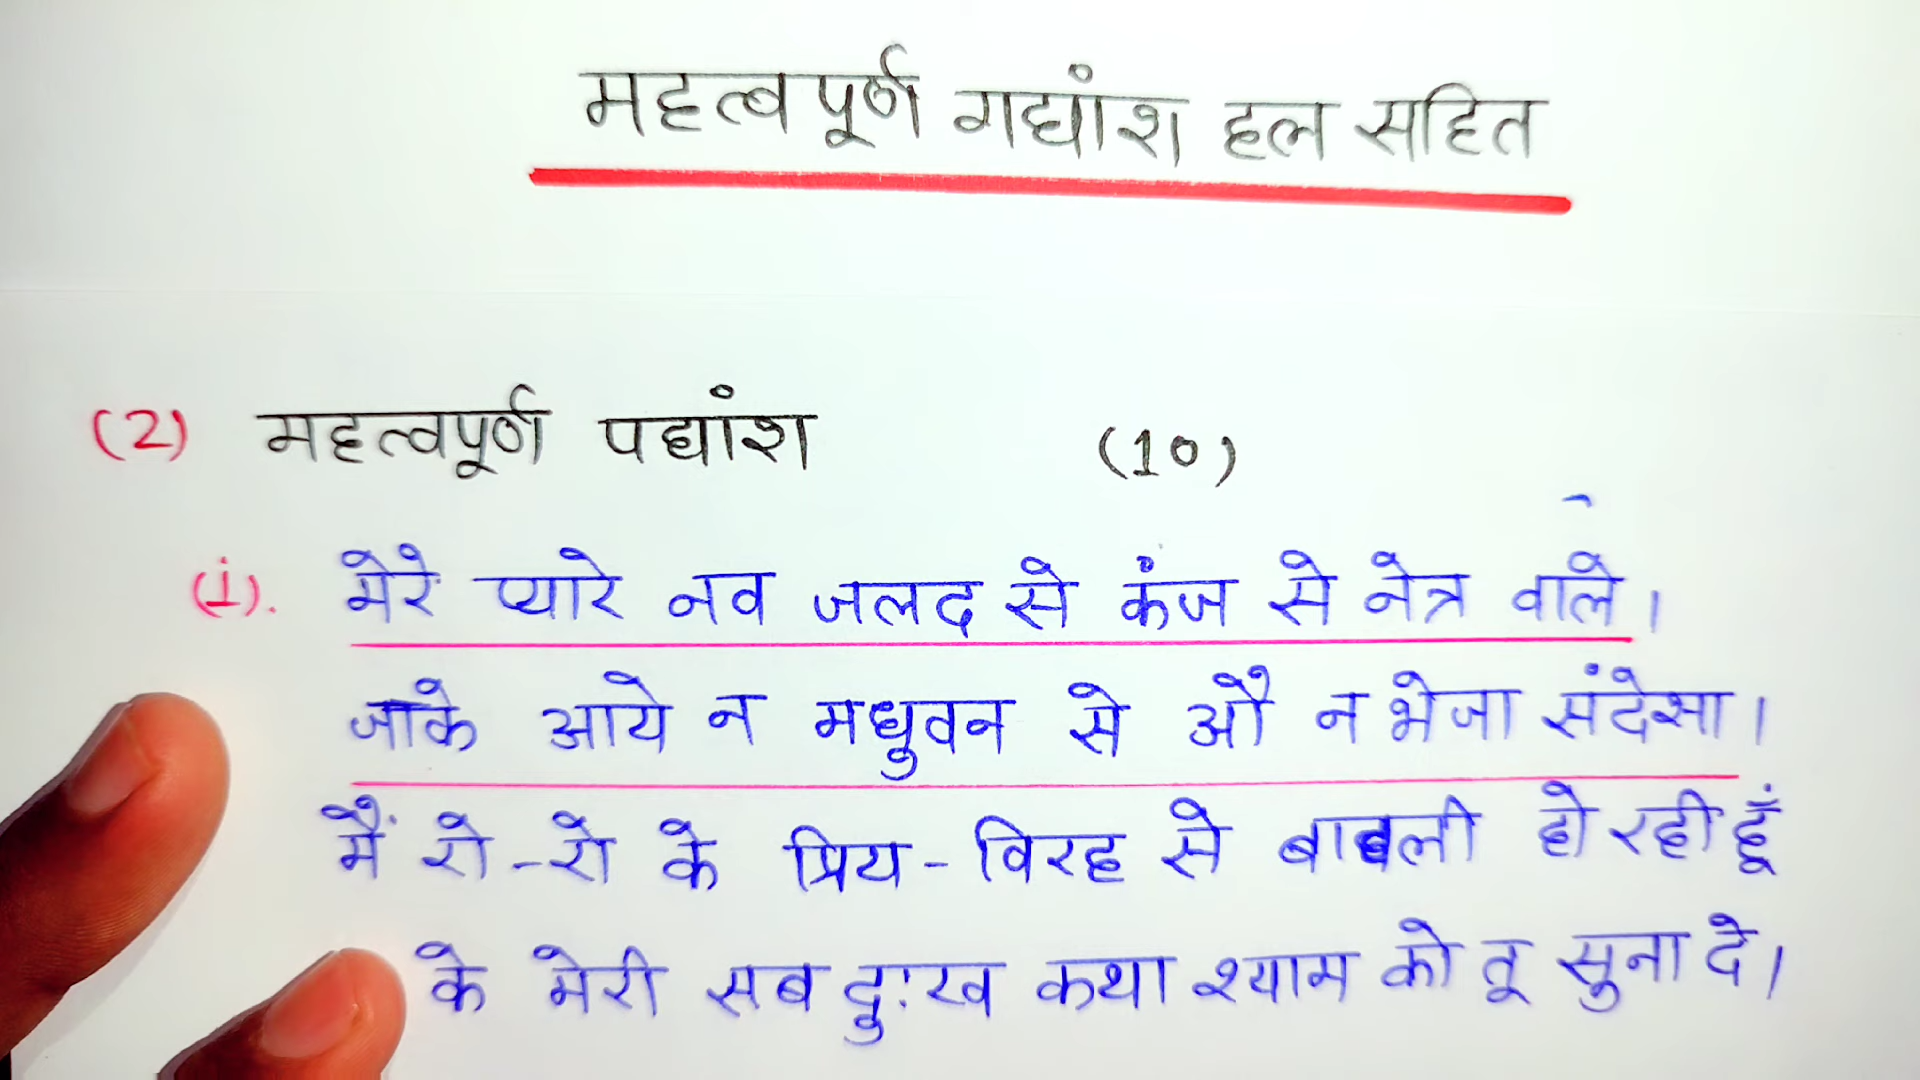 महत्वपूर्ण गद्यांश हल सहित
(2) महत्वपूर्ण पद्यांश (10)
(i). मेरे प्यारे नव जलद से कंज से नेत्र वाले।
जाके आये न मधुवन से औ न भेजा संदेसा।
मैं रो-रो के प्रिय-विरह से बावली हो रही हूँ
के मेरी सब दुःख कथा श्याम को तू सुना दे।